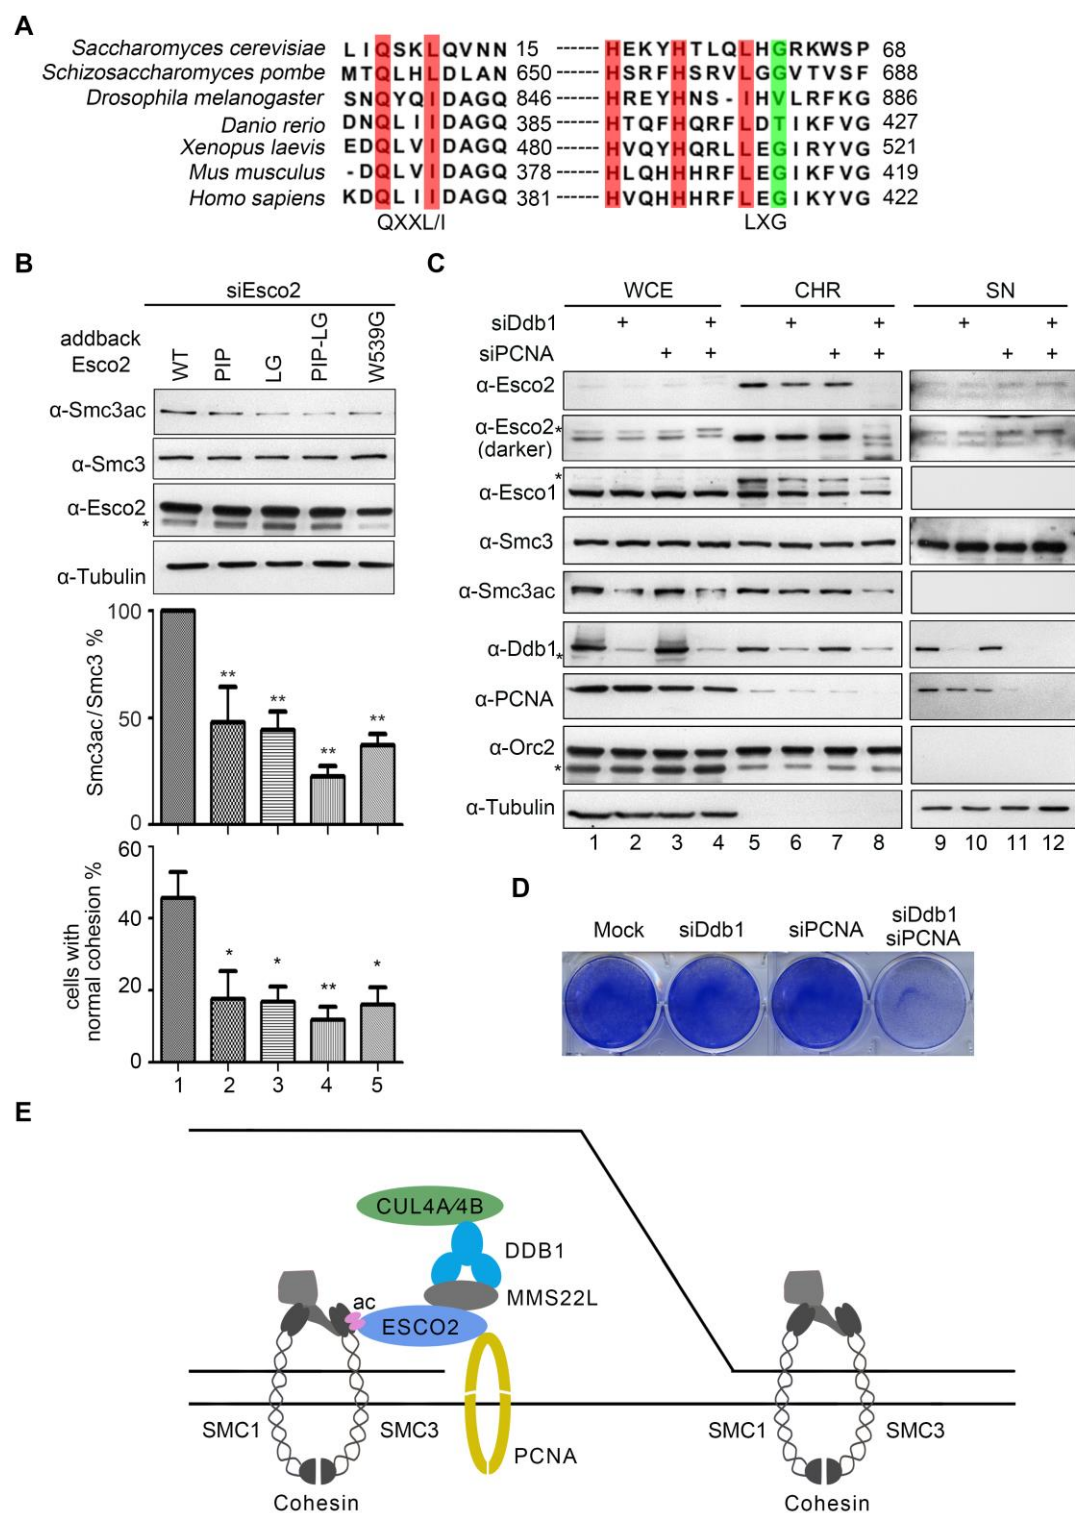 A
Saccharomyces cerevisiae L I Q S K L Q V N N 15 ------ H E K Y H T L Q L H G R K W S P 68
Schizosaccharomyces pombe M T Q L H L D L A N 650 ------ H S R F H S R V L G G V T V S F 688
Drosophila melanogaster S N Q Y Q I D A G Q 846 ------ H R E Y H N S - I H V L R F K G 886
Danio rerio D N Q L I I D A G Q 385 ------ H T Q F H Q R F L D T I K F V G 427
Xenopus laevis E D Q L V I D A G Q 480 ------ H V Q Y H Q R L L E G I R Y V G 521
Mus musculus - D Q L V I D A G Q 378 ------ H L Q H H H R F L E G I K F V G 419
Homo sapiens K D Q L I I D A G Q 381 ------ H V Q H H H R F L E G I K Y V G 422
QXXL/I LXG
B
siEsco2
addback
Esco2
WT PIP LG PIP-LG W539G
α-Smc3ac
α-Smc3
α-Esco2
*
α-Tubulin
Smc3ac/Smc3 %
100
50
0
** ** ** **
cells with
normal cohesion %
60
40
20
0
* * ** *
1 2 3 4 5
C
WCE CHR SN
siDdb1 + + + + + +
siPCNA + + + + + +
α-Esco2
α-Esco2 *
(darker)
*
α-Esco1
α-Smc3
α-Smc3ac
α-Ddb1
*
α-PCNA
α-Orc2
*
α-Tubulin
1 2 3 4 5 6 7 8 9 10 11 12
D
Mock siDdb1 siPCNA siDdb1
siPCNA
E
CUL4A/4B
DDB1
MMS22L
ac
ESCO2
SMC1 SMC3
PCNA
Cohesin
SMC1 SMC3
Cohesin